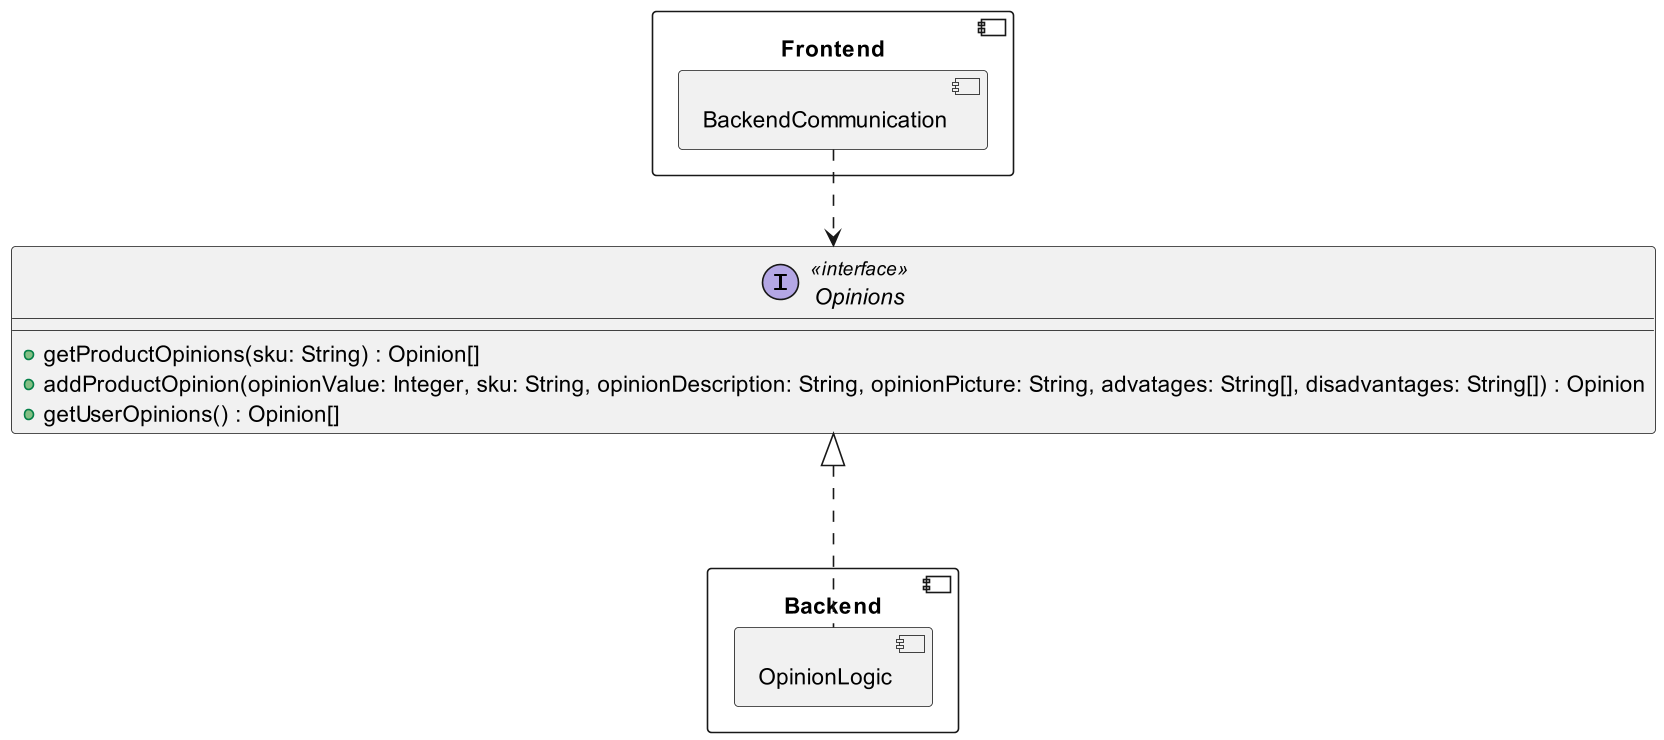 Frontend
BackendCommunication
I
«interface»
Opinions
getProductOpinions(sku: String) : Opinion[]
addProductOpinion(opinionValue: Integer, sku: String, opinionDescription: String, opinionPicture: String, advatages: String[], disadvantages: String[]) : Opinion
getUserOpinions() : Opinion[]
Backend
OpinionLogic